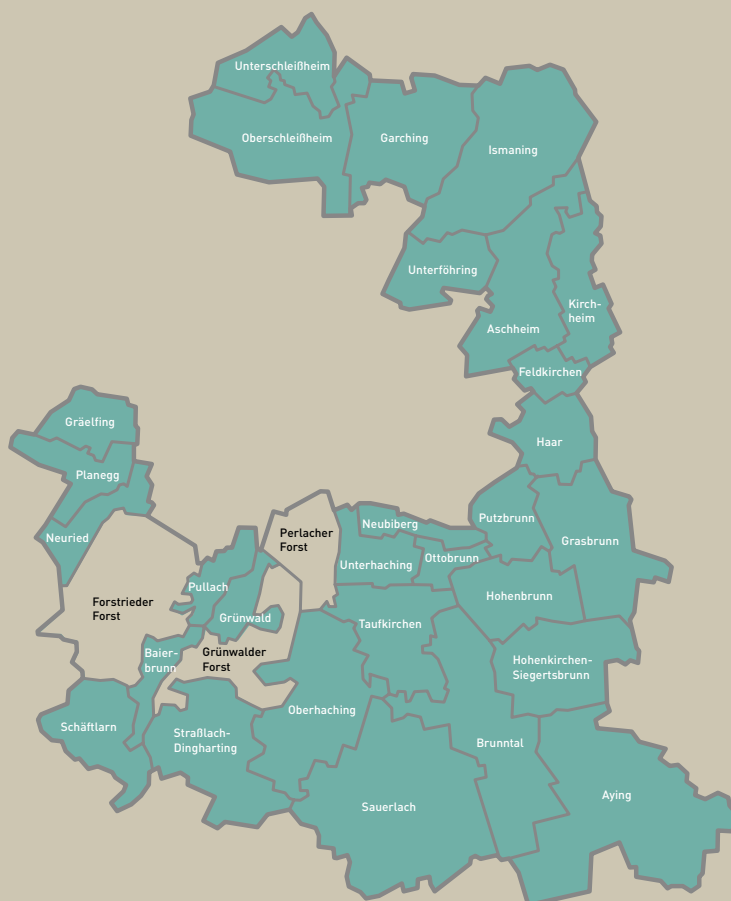 Unterschleißheim
Oberschleißheim
Garching
Ismaning
Unterföhring
Kirch-
heim
Aschheim
Feldkirchen
Gräelfing
Haar
Planegg
Putzbrunn
Neubiberg
Perlacher
Forst
Neuried
Grasbrunn
Ottobrunn
Unterhaching
Pullach
Hohenbrunn
Forstrieder
Forst
Grünwald
Taufkirchen
Baier-
brunn
Grünwalder
Forst
Hohenkirchen-
Siegertsbrunn
Oberhaching
Schäftlarn
Straßlach-
Dingharting
Brunntal
Aying
Sauerlach